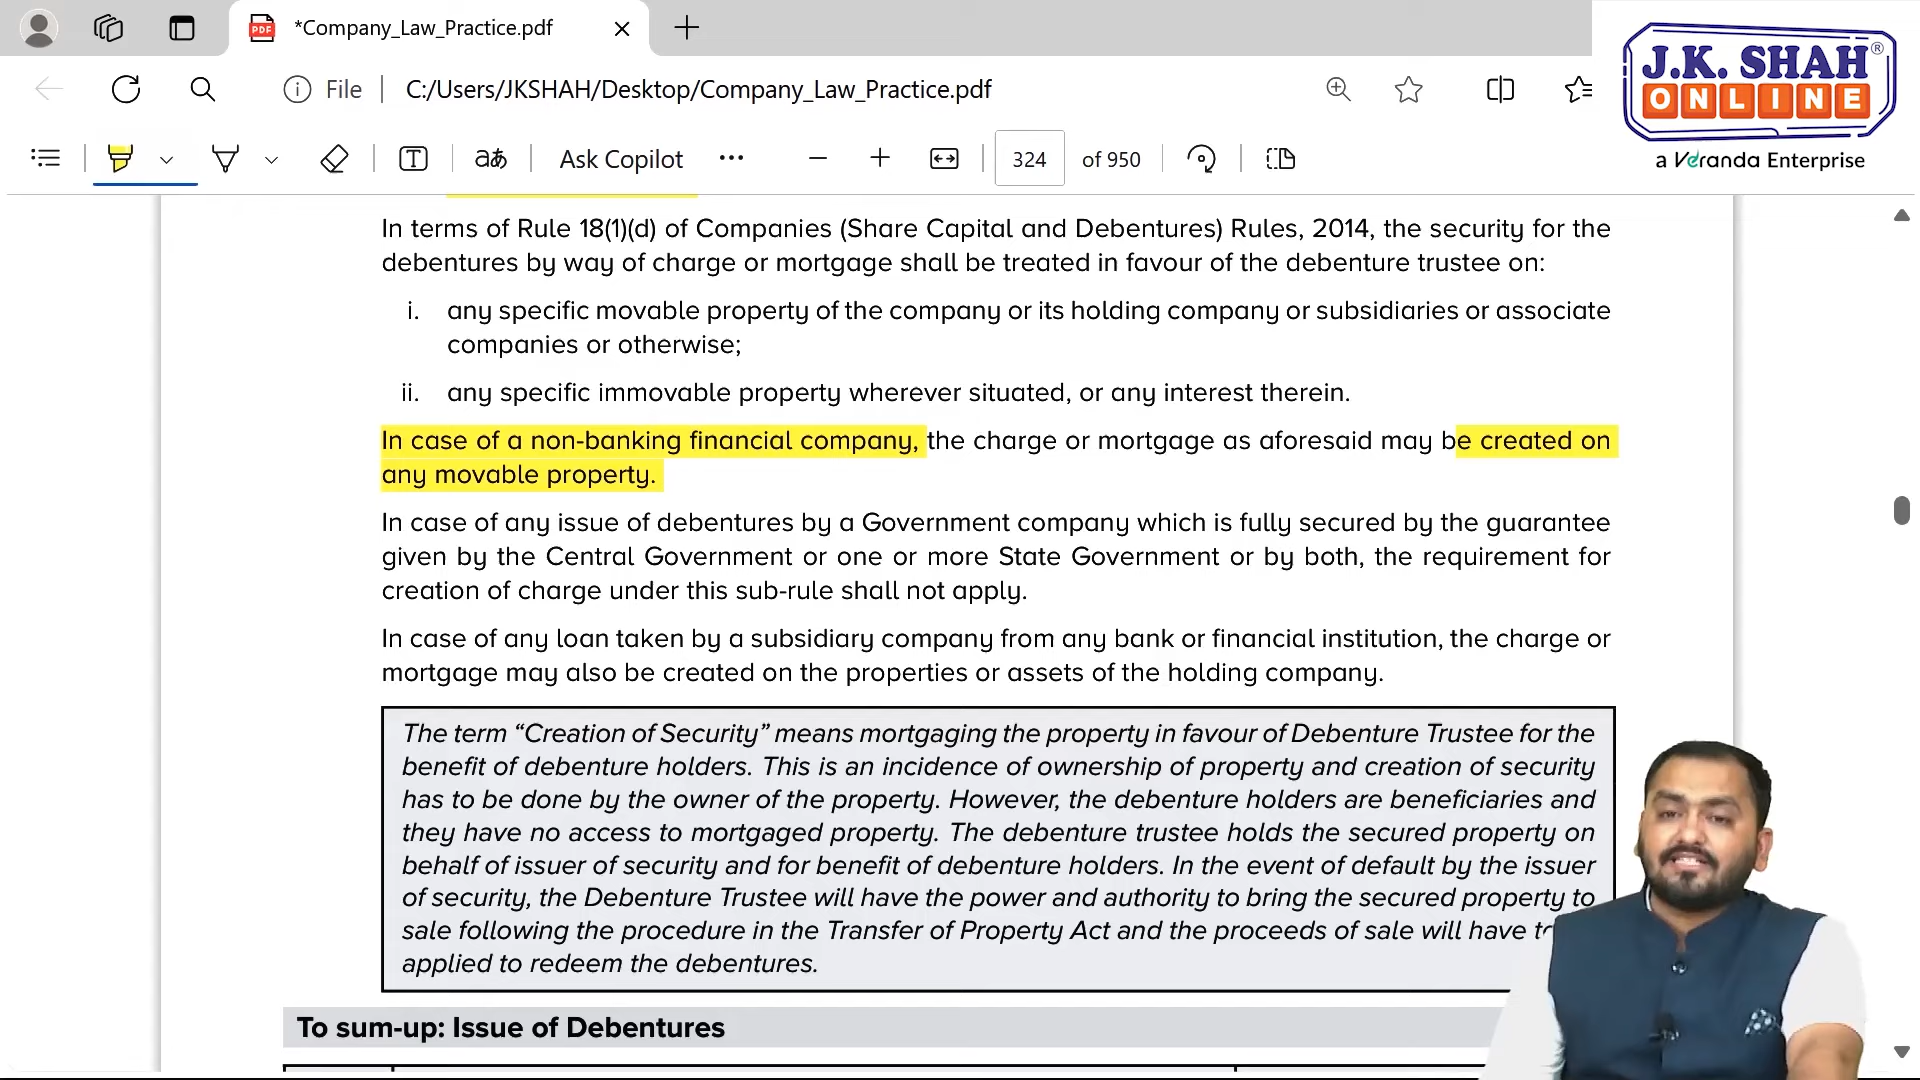 *Company_Law_Practice.pdf
J.K. SHAH®
ONLINE
a Veranda Enterprise
File
C:/Users/JKSHAH/Desktop/Company_Law_Practice.pdf
Ask Copilot
324 of 950
In terms of Rule 18(1)(d) of Companies (Share Capital and Debentures) Rules, 2014, the security for the
debentures by way of charge or mortgage shall be treated in favour of the debenture trustee on:
i. any specific movable property of the company or its holding company or subsidiaries or associate
companies or otherwise;
ii. any specific immovable property wherever situated, or any interest therein.
In case of a non-banking financial company, the charge or mortgage as aforesaid may be created on
any movable property.
In case of any issue of debentures by a Government company which is fully secured by the guarantee
given by the Central Government or one or more State Government or by both, the requirement for
creation of charge under this sub-rule shall not apply.
In case of any loan taken by a subsidiary company from any bank or financial institution, the charge or
mortgage may also be created on the properties or assets of the holding company.
The term “Creation of Security” means mortgaging the property in favour of Debenture Trustee for the
benefit of debenture holders. This is an incidence of ownership of property and creation of security
has to be done by the owner of the property. However, the debenture holders are beneficiaries and
they have no access to mortgaged property. The debenture trustee holds the secured property on
behalf of issuer of security and for benefit of debenture holders. In the event of default by the issuer
of security, the Debenture Trustee will have the power and authority to bring the secured property to
sale following the procedure in the Transfer of Property Act and the proceeds of sale will have
applied to redeem the debentures.
To sum-up: Issue of Debentures